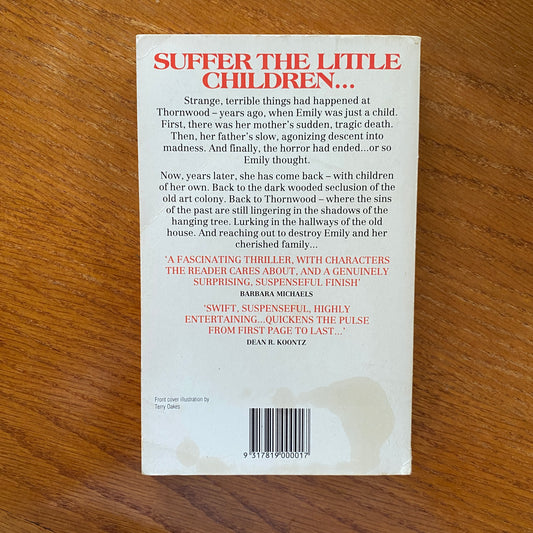 SUFFER THE LITTLE
CHILDREN...
Strange, terrible things had happened at
Thornwood – years ago, when Emily was just a child.
First, there was her mother's sudden, tragic death.
Then, her father's slow, agonizing descent into
madness. And finally, the horror had ended...or so
Emily thought.
Now, years later, she has come back – with children
of her own. Back to the dark wooded seclusion of the
old art colony. Back to Thornwood – where the sins
of the past are still lingering in the shadows of the
hanging tree. Lurking in the hallways of the old
house. And reaching out to destroy Emily and her
cherished family...
'A FASCINATING THRILLER, WITH CHARACTERS
THE READER CARES ABOUT, AND A GENUINELY
SURPRISING, SUSPENSEFUL FINISH'
BARBARA MICHAELS
'SWIFT, SUSPENSEFUL, HIGHLY
ENTERTAINING...QUICKENS THE PULSE
FROM FIRST PAGE TO LAST...'
DEAN R. KOONTZ
Front cover illustration by
Terry Oakes
9 317819 000017